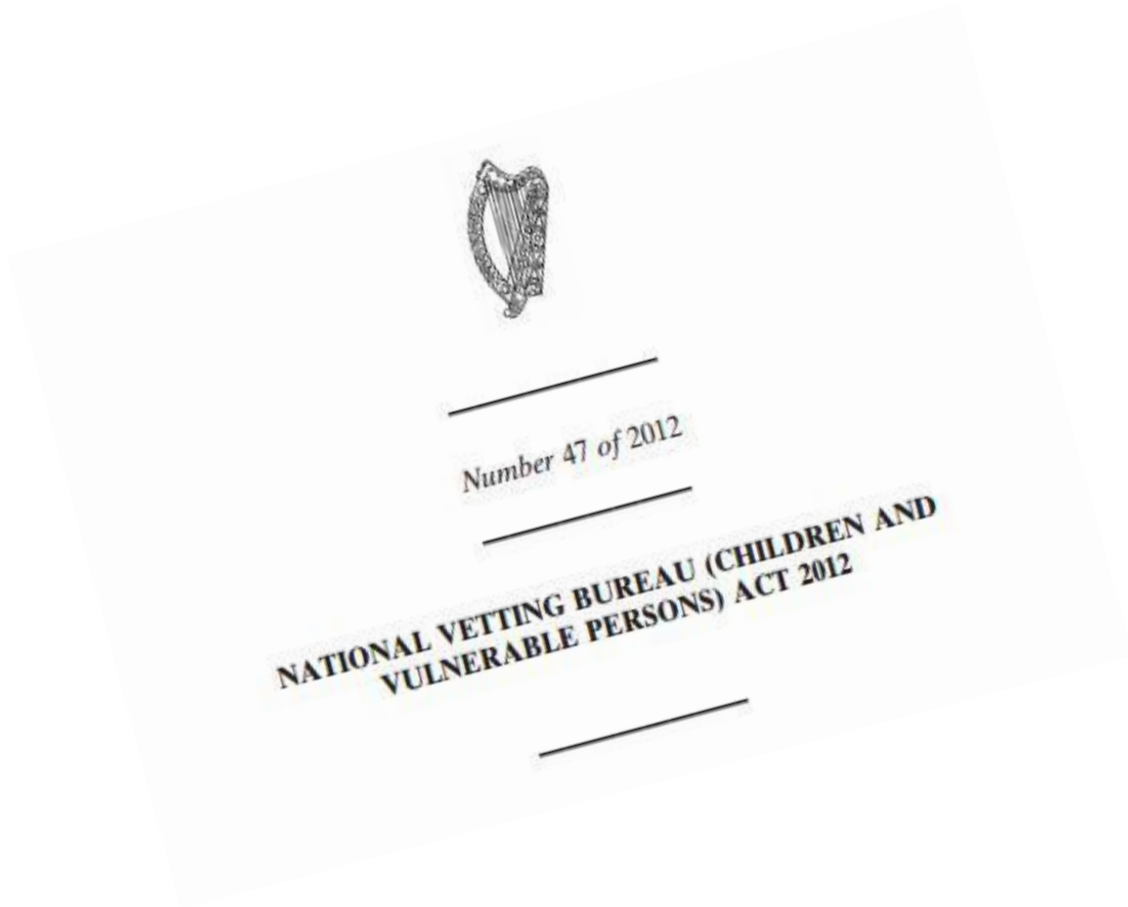 Number 47 of 2012
NATIONAL VETTING BUREAU (CHILDREN AND
VULNERABLE PERSONS) ACT 2012